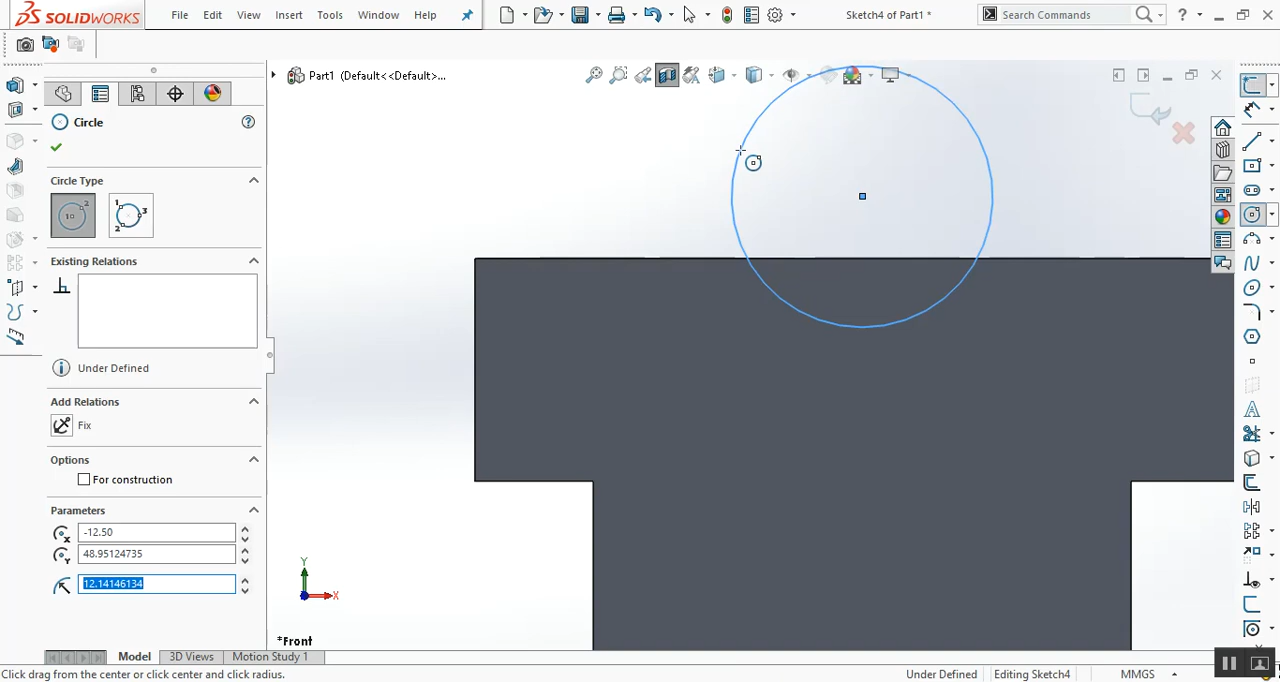 SOLIDWORKS File Edit View Insert Tools Window Help Sketch4 of Part1 * Search Commands ?
Part1 (Default<<Default>...
Circle ?
Circle Type
Existing Relations
Under Defined
Add Relations
Fix
Options
For construction
Parameters
-12.50
48.95124735
12.14146134
Y
X
*Front
Model 3D Views Motion Study 1
Click drag from the center or click center and click radius. Under Defined Editing Sketch4 MMGS